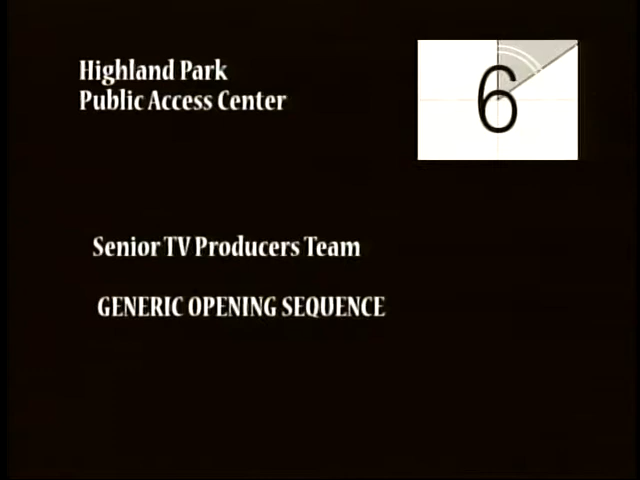 Highland Park
Public Access Center
6
Senior TV Producers Team
GENERIC OPENING SEQUENCE